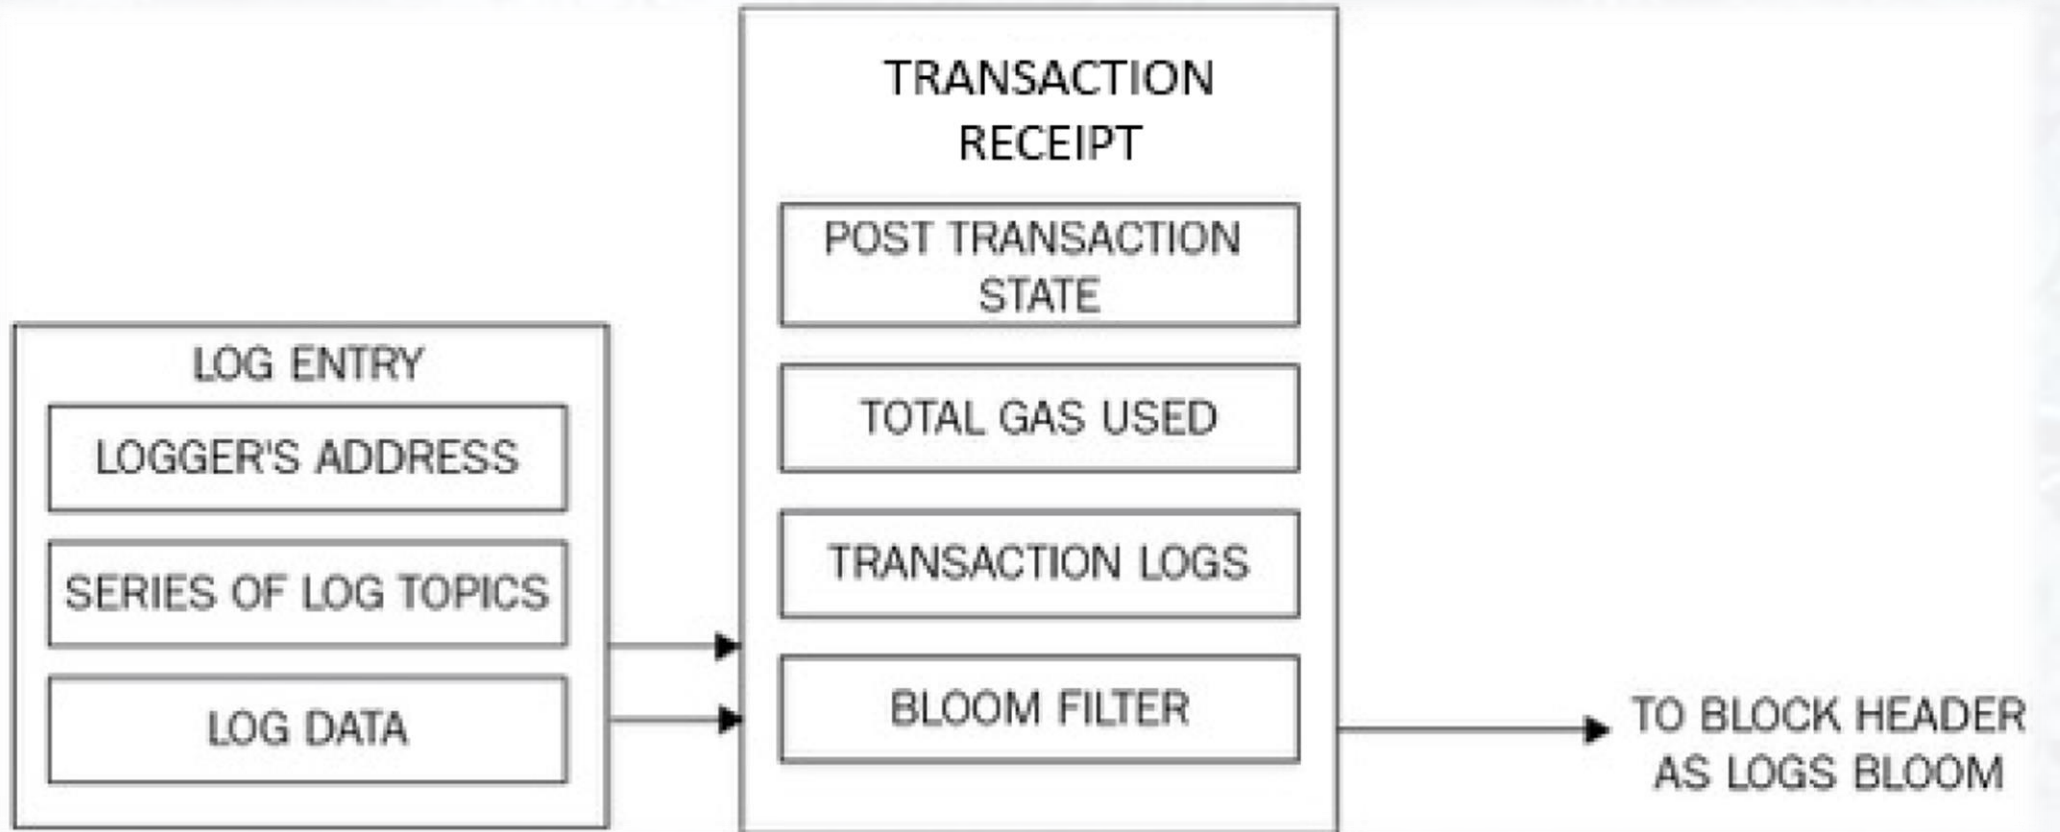 TRANSACTION
RECEIPT
POST TRANSACTION
STATE
TOTAL GAS USED
TRANSACTION LOGS
BLOOM FILTER
LOG ENTRY
LOGGER'S ADDRESS
SERIES OF LOG TOPICS
LOG DATA
TO BLOCK HEADER
AS LOGS BLOOM